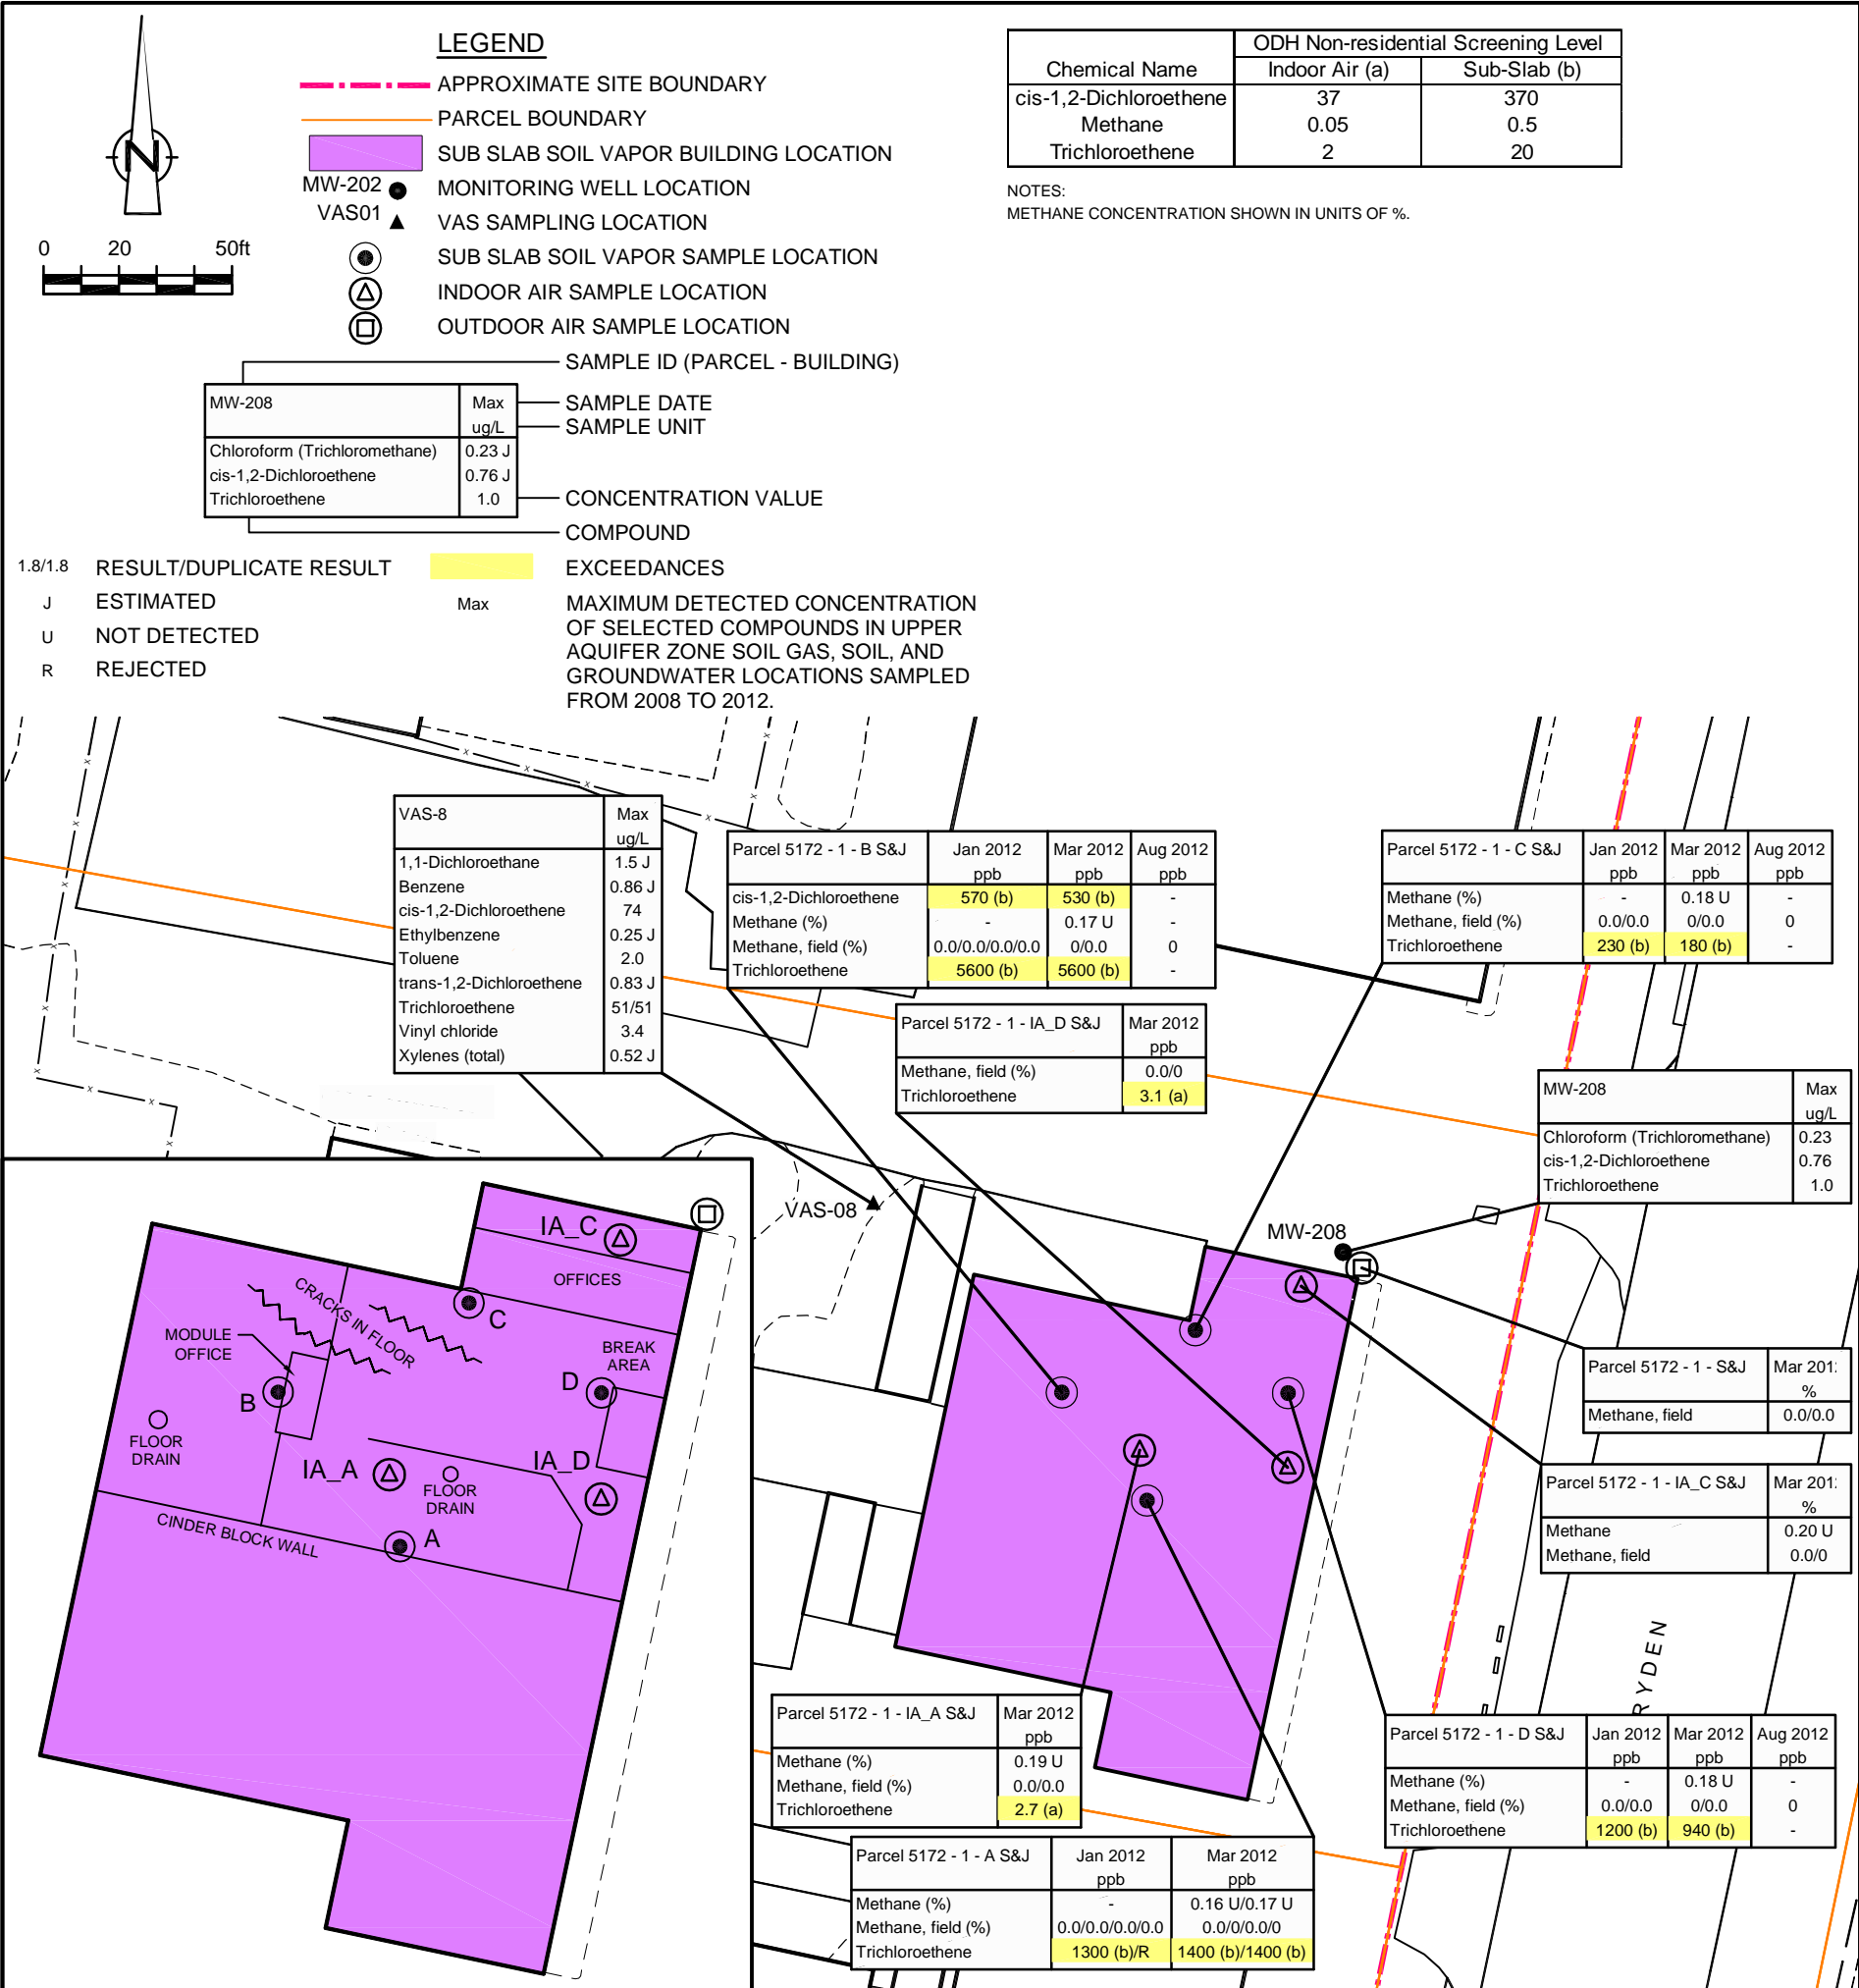 LEGEND
APPROXIMATE SITE BOUNDARY
PARCEL BOUNDARY
SUB SLAB SOIL VAPOR BUILDING LOCATION
MW-202 MONITORING WELL LOCATION
VAS01 VAS SAMPLING LOCATION
SUB SLAB SOIL VAPOR SAMPLE LOCATION
INDOOR AIR SAMPLE LOCATION
OUTDOOR AIR SAMPLE LOCATION
N
0 20 50ft
SAMPLE ID (PARCEL - BUILDING)
MW-208 Max SAMPLE DATE
ug/L SAMPLE UNIT
Chloroform (Trichloromethane) 0.23 J
cis-1,2-Dichloroethene 0.76 J
Trichloroethene 1.0 CONCENTRATION VALUE
COMPOUND
1.8/1.8 RESULT/DUPLICATE RESULT
J ESTIMATED
U NOT DETECTED
R REJECTED
EXCEEDANCES
Max MAXIMUM DETECTED CONCENTRATION
OF SELECTED COMPOUNDS IN UPPER
AQUIFER ZONE SOIL GAS, SOIL, AND
GROUNDWATER LOCATIONS SAMPLED
FROM 2008 TO 2012.
ODH Non-residential Screening Level
Chemical Name Indoor Air (a) Sub-Slab (b)
cis-1,2-Dichloroethene 37 370
Methane 0.05 0.5
Trichloroethene 2 20
NOTES:
METHANE CONCENTRATION SHOWN IN UNITS OF %.
VAS-8 Max
ug/L
1,1-Dichloroethane 1.5 J
Benzene 0.86 J
cis-1,2-Dichloroethene 74
Ethylbenzene 0.25 J
Toluene 2.0
trans-1,2-Dichloroethene 0.83 J
Trichloroethene 51/51
Vinyl chloride 3.4
Xylenes (total) 0.52 J
Parcel 5172 - 1 - B S&J Jan 2012 Mar 2012 Aug 2012
ppb ppb ppb
cis-1,2-Dichloroethene 570 (b) 530 (b) -
Methane (%) - 0.17 U -
Methane, field (%) 0.0/0.0/0.0/0.0 0/0.0 0
Trichloroethene 5600 (b) 5600 (b) -
Parcel 5172 - 1 - C S&J Jan 2012 Mar 2012 Aug 2012
ppb ppb ppb
Methane (%) - 0.18 U -
Methane, field (%) 0.0/0.0 0/0.0 0
Trichloroethene 230 (b) 180 (b) -
Parcel 5172 - 1 - IA_D S&J Mar 2012
ppb
Methane, field (%) 0.0/0
Trichloroethene 3.1 (a)
MW-208 Max
ug/L
Chloroform (Trichloromethane) 0.23
cis-1,2-Dichloroethene 0.76
Trichloroethene 1.0
VAS-08
MW-208
IA_C
OFFICES
CRACKS IN FLOOR
C
MODULE
OFFICE
BREAK
AREA
D
B
FLOOR
DRAIN
IA_A
IA_D
FLOOR
DRAIN
CINDER BLOCK WALL
A
Parcel 5172 - 1 - S&J Mar 201
%
Methane, field 0.0/0.0
Parcel 5172 - 1 - IA_C S&J Mar 201
%
Methane 0.20 U
Methane, field 0.0/0
RYDEN
Parcel 5172 - 1 - IA_A S&J Mar 2012
ppb
Methane (%) 0.19 U
Methane, field (%) 0.0/0.0
Trichloroethene 2.7 (a)
Parcel 5172 - 1 - D S&J Jan 2012 Mar 2012 Aug 2012
ppb ppb ppb
Methane (%) - 0.18 U -
Methane, field (%) 0.0/0.0 0/0.0 0
Trichloroethene 1200 (b) 940 (b) -
Parcel 5172 - 1 - A S&J Jan 2012 Mar 2012
ppb ppb
Methane (%) - 0.16 U/0.17 U
Methane, field (%) 0.0/0.0/0.0/0.0 0.0/0/0.0/0
Trichloroethene 1300 (b)/R 1400 (b)/1400 (b)